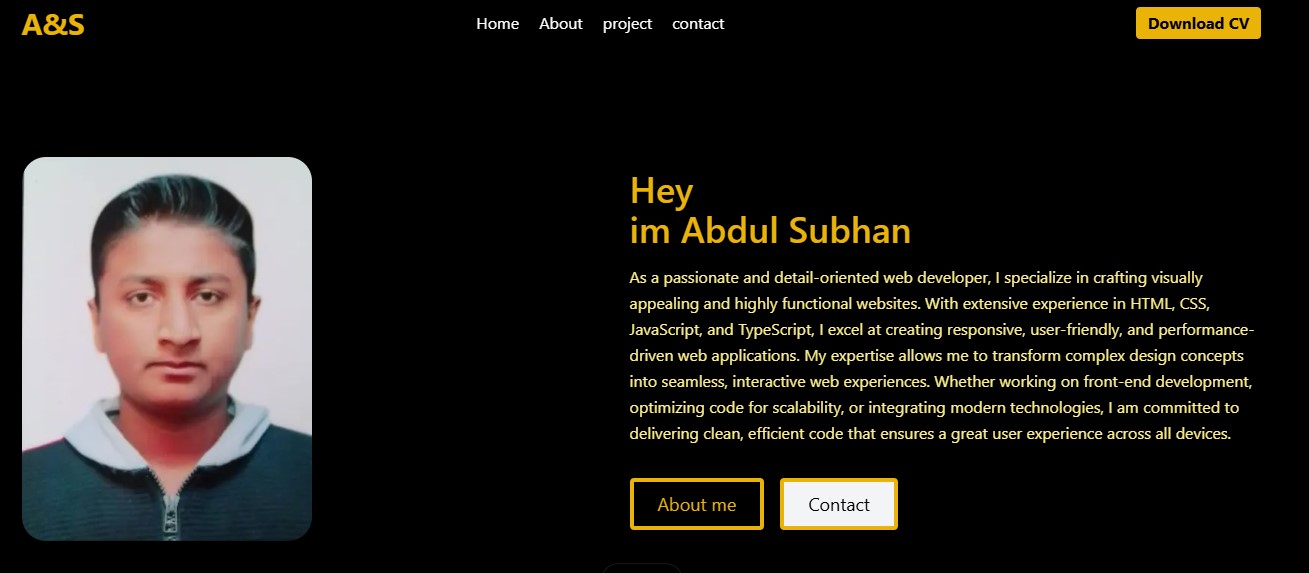 A&S
Home
About
project
contact
Download CV
Hey
im Abdul Subhan
As a passionate and detail-oriented web developer, I specialize in crafting visually
appealing and highly functional websites. With extensive experience in HTML, CSS,
JavaScript, and TypeScript, I excel at creating responsive, user-friendly, and performance-
driven web applications. My expertise allows me to transform complex design concepts
into seamless, interactive web experiences. Whether working on front-end development,
optimizing code for scalability, or integrating modern technologies, I am committed to
delivering clean, efficient code that ensures a great user experience across all devices.
About me
Contact